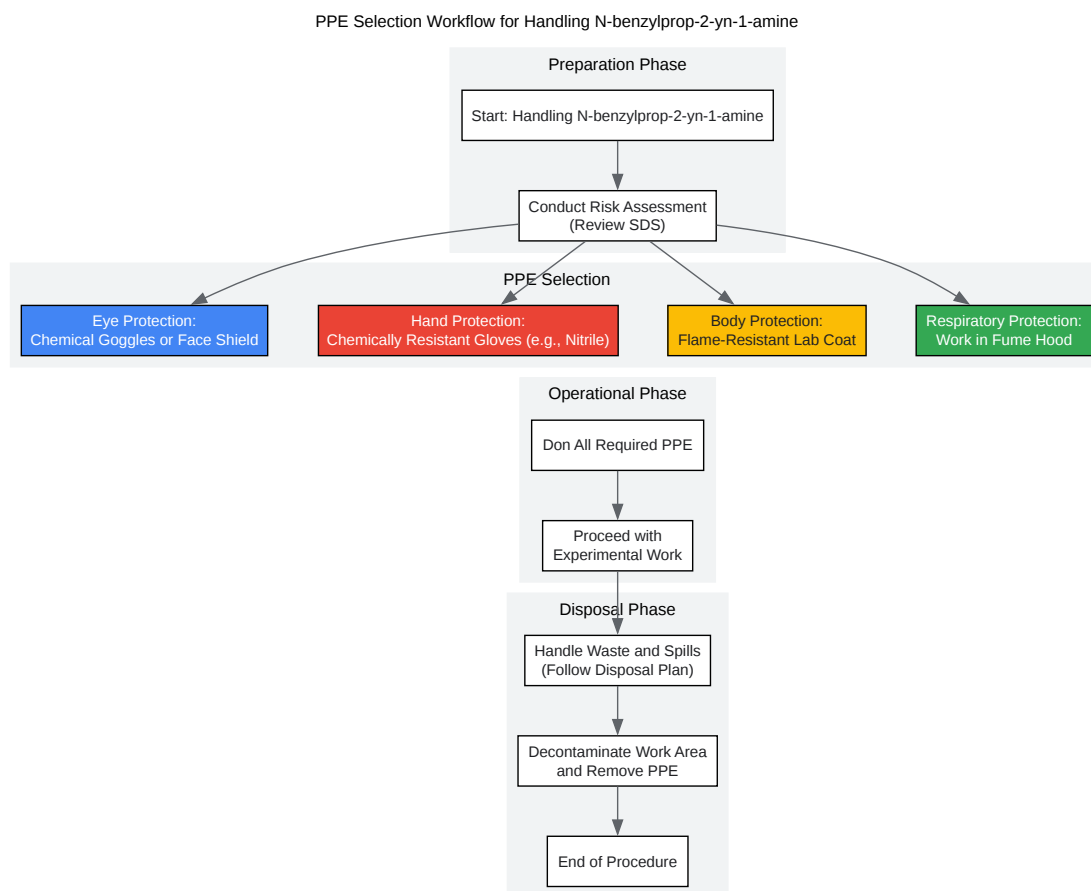 PPE Selection Workflow for Handling N-benzylprop-2-yn-1-amine
Preparation Phase
Start: Handling N-benzylprop-2-yn-1-amine
Conduct Risk Assessment
(Review SDS)
PPE Selection
Eye Protection:
Chemical Goggles or Face Shield
Hand Protection:
Chemically Resistant Gloves (e.g., Nitrile)
Body Protection:
Flame-Resistant Lab Coat
Respiratory Protection:
Work in Fume Hood
Operational Phase
Don All Required PPE
Proceed with
Experimental Work
Disposal Phase
Handle Waste and Spills
(Follow Disposal Plan)
Decontaminate Work Area
and Remove PPE
End of Procedure